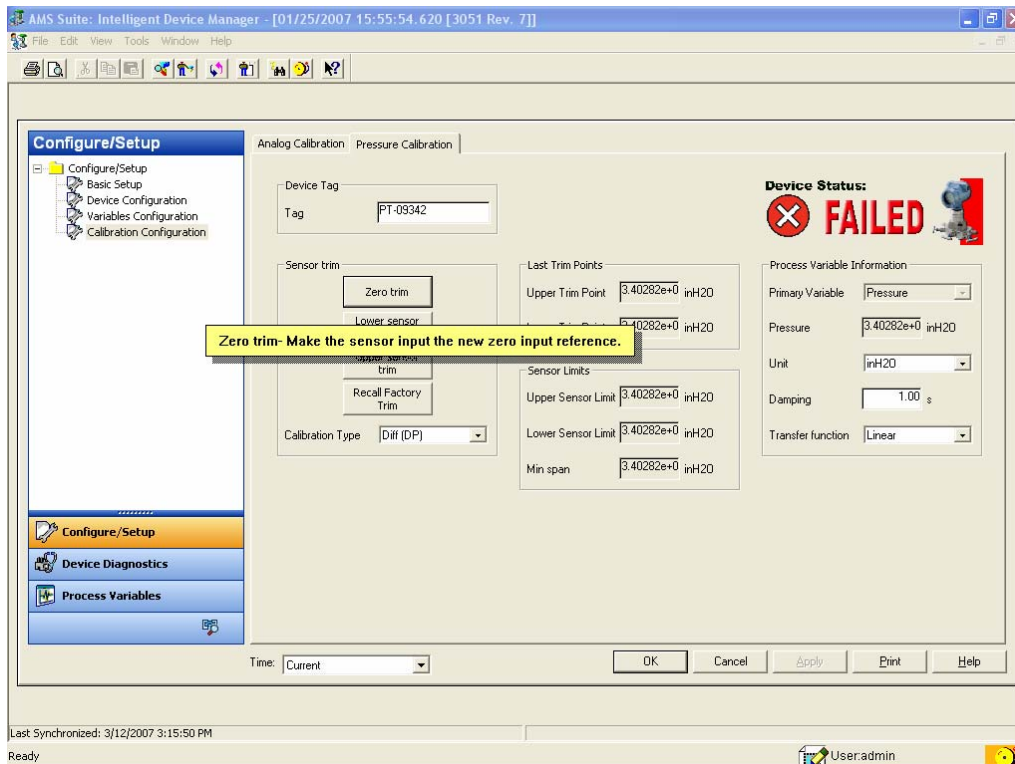 AMS Suite: Intelligent Device Manager - [01/25/2007 15:55:54.620 [3051 Rev. 7]]
File Edit View Tools Window Help
Configure/Setup
Configure/Setup
Basic Setup
Device Configuration
Variables Configuration
Calibration Configuration
Configure/Setup
Device Diagnostics
Process Variables
Analog Calibration Pressure Calibration
Device Tag
Tag PT-09342
Device Status:
FAILED
Sensor trim
Zero trim
Lower sensor
Zero trim- Make the sensor input the new zero input reference.
trim
Recall Factory
Trim
Calibration Type Diff (DP)
Last Trim Points
Upper Trim Point 3.40282e+0 inH2O
3.40282e+0 inH2O
Sensor Limits
Upper Sensor Limit 3.40282e+0 inH2O
Lower Sensor Limit 3.40282e+0 inH2O
Min span 3.40282e+0 inH2O
Process Variable Information
Primary Variable Pressure
Pressure 3.40282e+0 inH2O
Unit inH2O
Damping 1.00 s
Transfer function Linear
Time: Current
OK Cancel Apply Print Help
Last Synchronized: 3/12/2007 3:15:50 PM
Ready
User:admin